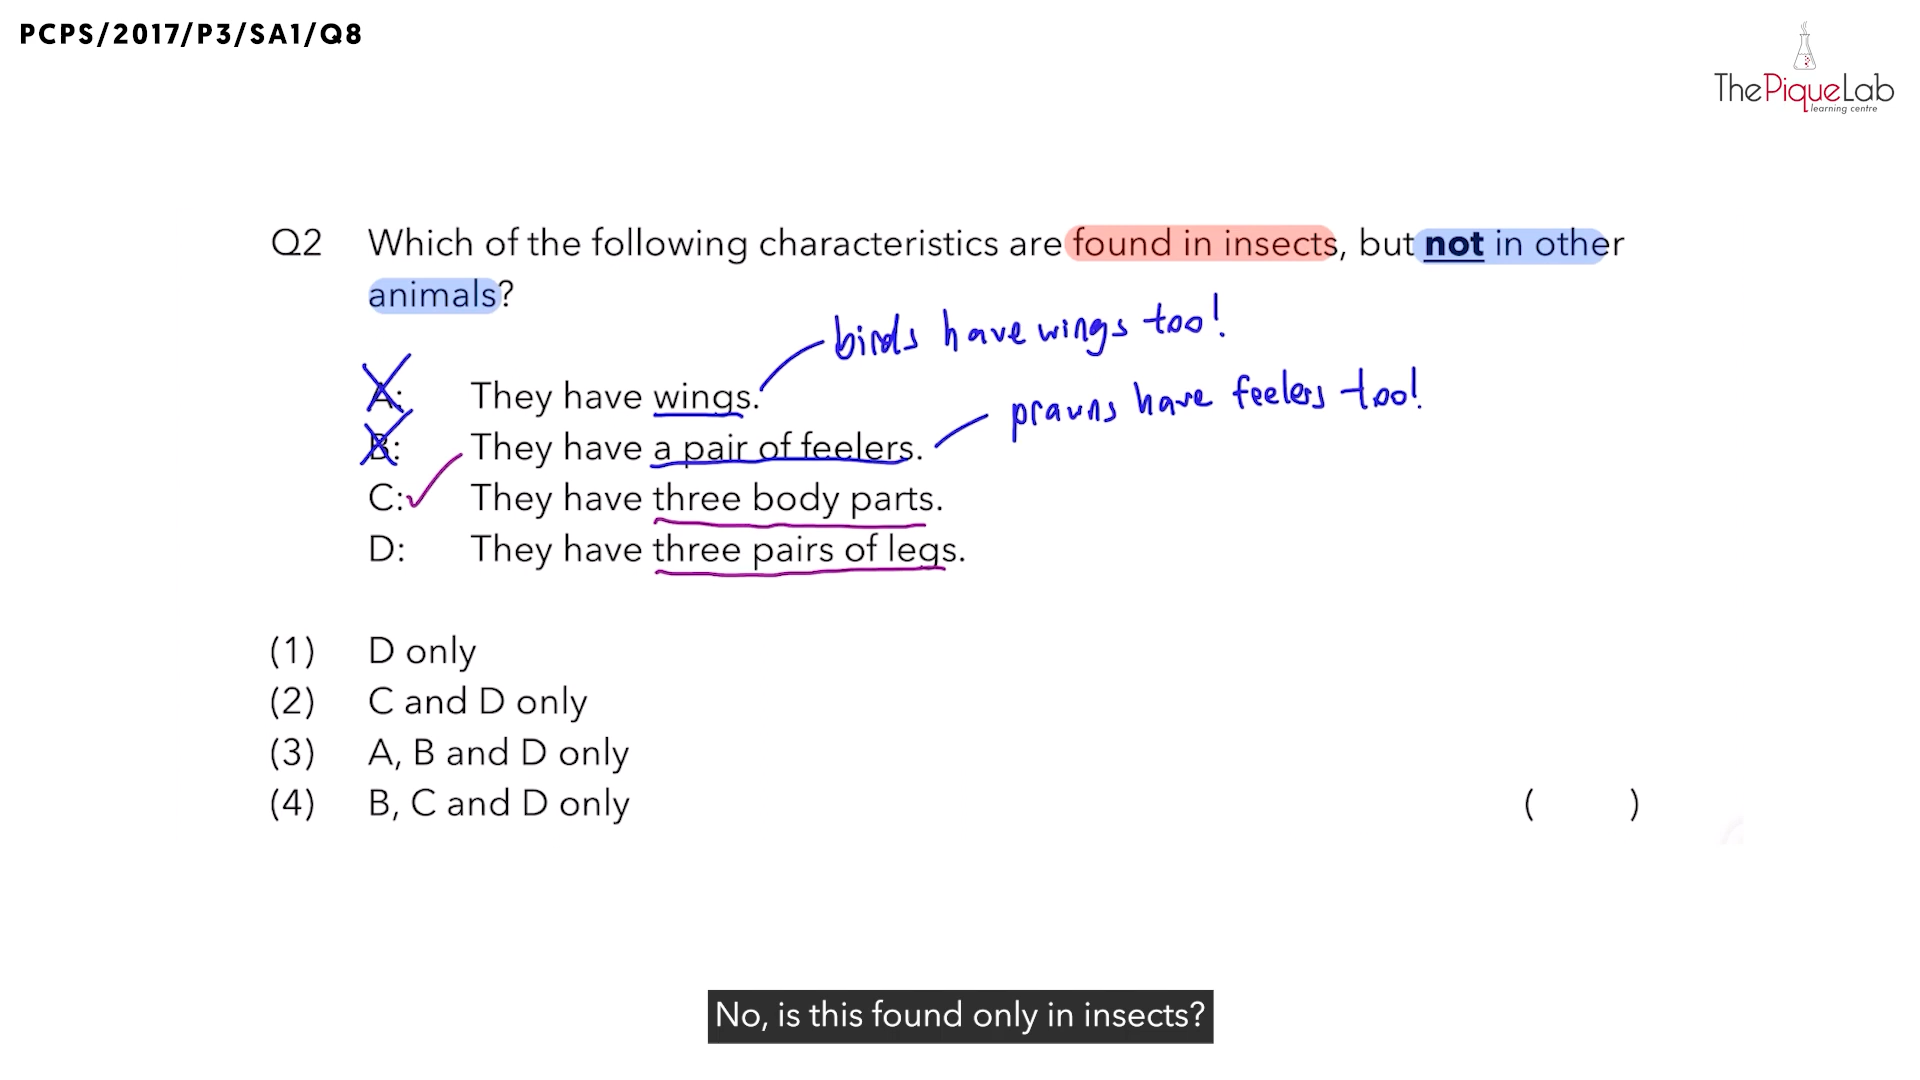 PCPS/2017/P3/SA1/Q8
ThePiqueLab
learning centre
Q2 Which of the following characteristics are found in insects, but not in other
animals?
birds have wings too!
A: They have wings.
prawns have feelers too!
B: They have a pair of feelers.
C: They have three body parts.
D: They have three pairs of legs.
(1) D only
(2) C and D only
(3) A, B and D only
(4) B, C and D only ( )
No, is this found only in insects?